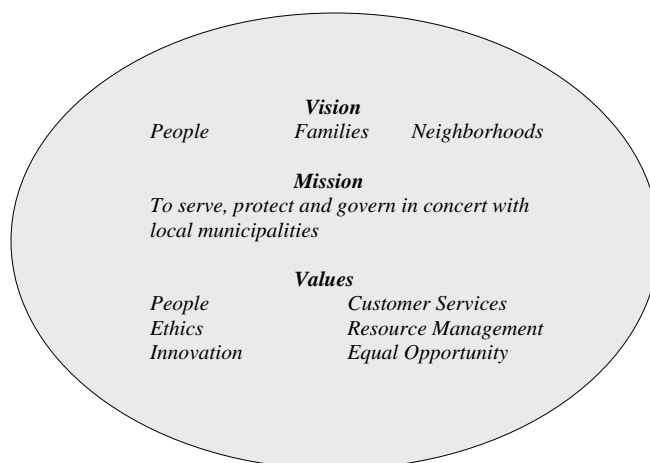 Vision
People Families Neighborhoods
Mission
To serve, protect and govern in concert with
local municipalities
Values
People Customer Services
Ethics Resource Management
Innovation Equal Opportunity